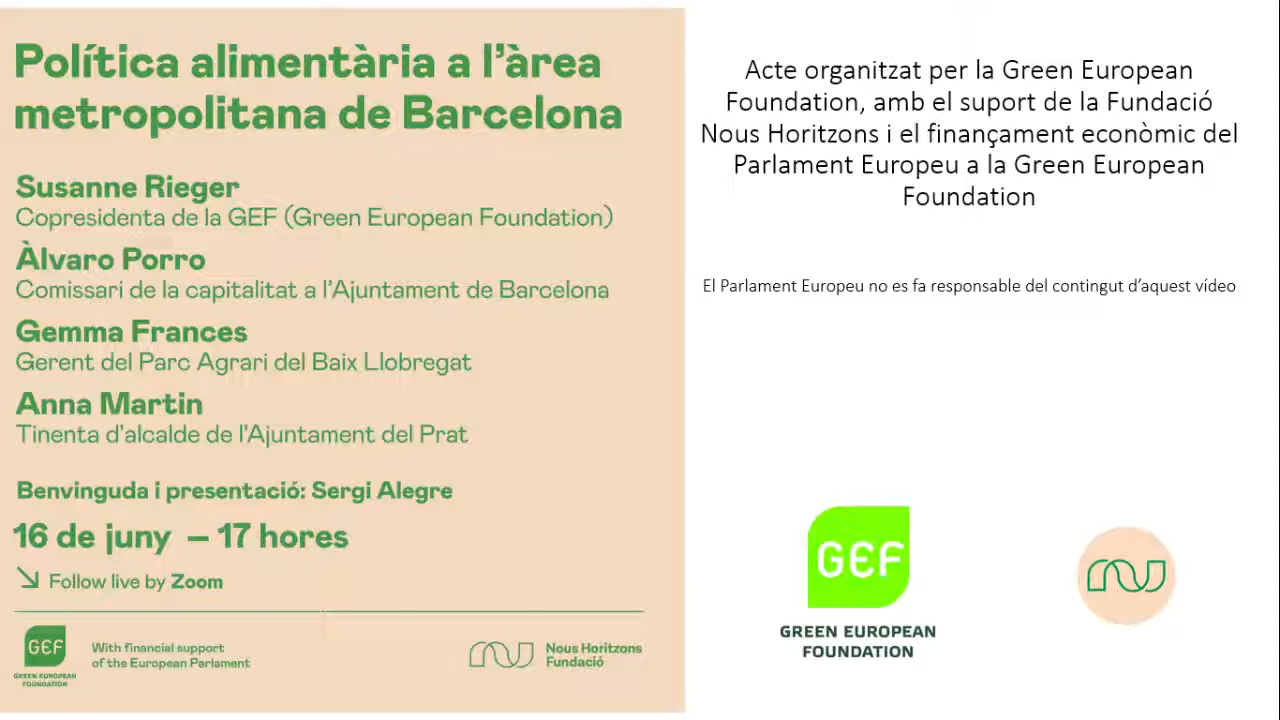 Política alimentària a l’àrea
metropolitana de Barcelona
Susanne Rieger
Copresidenta de la GEF (Green European Foundation)
Àlvaro Porro
Comissari de la capitalitat a l’Ajuntament de Barcelona
Gemma Frances
Gerent del Parc Agrari del Baix Llobregat
Anna Martin
Tinenta d'alcalde de l'Ajuntament del Prat
Benvinguda i presentació: Sergi Alegre
16 de juny – 17 hores
Follow live by Zoom
GEF
GREEN EUROPEAN
FOUNDATION
With financial support
of the European Parlament
Nous Horitzons
Fundació
Acte organitzat per la Green European
Foundation, amb el suport de la Fundació
Nous Horitzons i el finançament econòmic del
Parlament Europeu a la Green European
Foundation
El Parlament Europeu no es fa responsable del contingut d’aquest vídeo
GEF
GREEN EUROPEAN
FOUNDATION